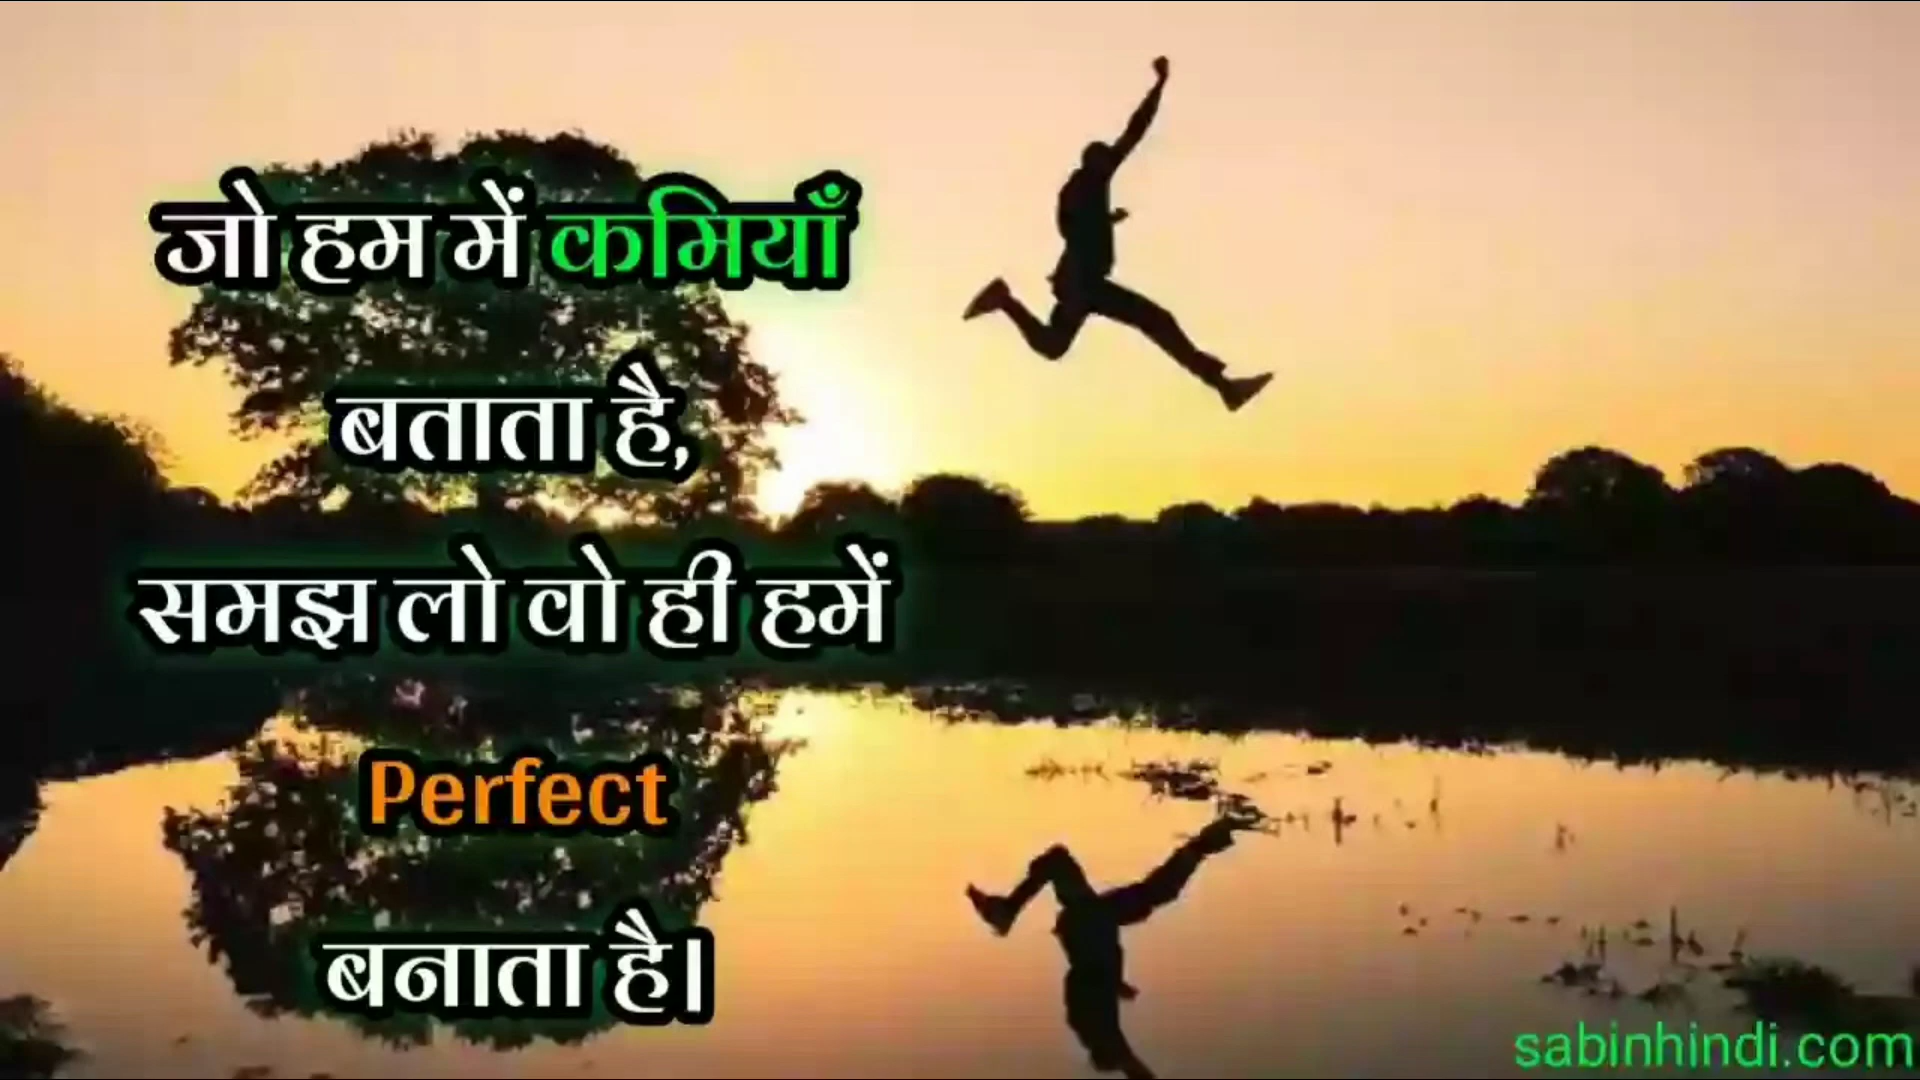 जो हम में कमियाँ
बताता है,
समझ लो वो ही हमें
Perfect
बनाता है।
sabinhindi.com